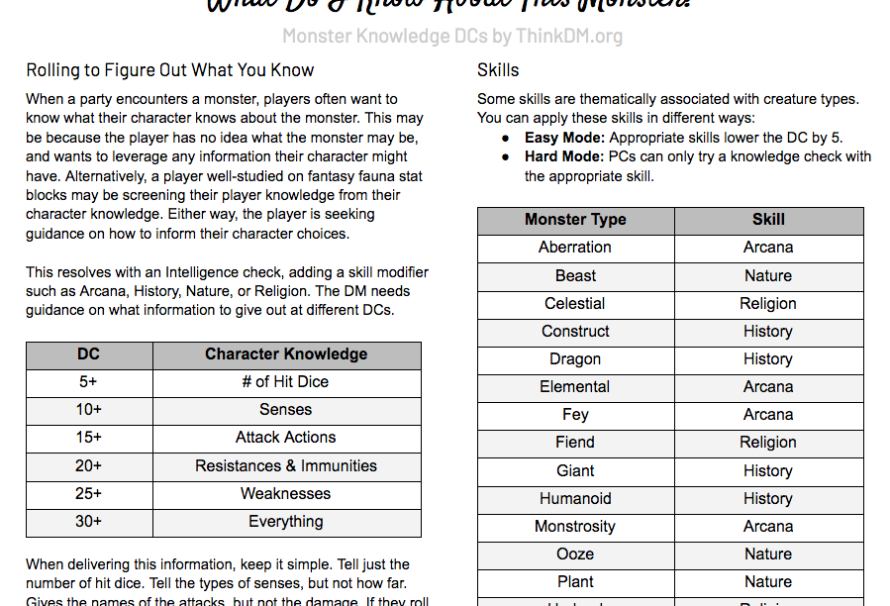 What Do I Know About This Monster?
Monster Knowledge DCs by ThinkDM.org
Rolling to Figure Out What You Know
When a party encounters a monster, players often want to
know what their character knows about the monster. This may
be because the player has no idea what the monster may be,
and wants to leverage any information their character might
have. Alternatively, a player well-studied on fantasy fauna stat
blocks may be screening their player knowledge from their
character knowledge. Either way, the player is seeking
guidance on how to inform their character choices.
This resolves with an Intelligence check, adding a skill modifier
such as Arcana, History, Nature, or Religion. The DM needs
guidance on what information to give out at different DCs.
DC Character Knowledge
5+ # of Hit Dice
10+ Senses
15+ Attack Actions
20+ Resistances & Immunities
25+ Weaknesses
30+ Everything
When delivering this information, keep it simple. Tell just the
number of hit dice. Tell the types of senses, but not how far.
Gives the names of the attacks, but not the damage. If they roll
Skills
Some skills are thematically associated with creature types.
You can apply these skills in different ways:
● Easy Mode: Appropriate skills lower the DC by 5.
● Hard Mode: PCs can only try a knowledge check with
the appropriate skill.
Monster Type Skill
Aberration Arcana
Beast Nature
Celestial Religion
Construct History
Dragon History
Elemental Arcana
Fey Arcana
Fiend Religion
Giant History
Humanoid History
Monstrosity Arcana
Ooze Nature
Plant Nature